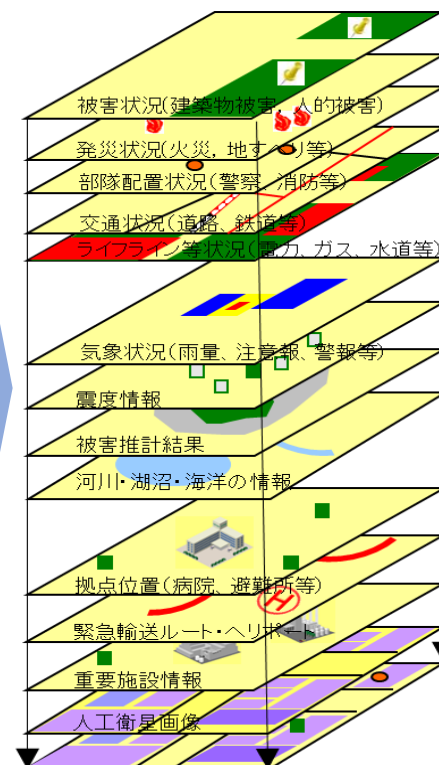 被害状況(建築物被害，人的被害)
発災状況(火災，地すべり等)
部隊配置状況(警察、消防等)
交通状況(道路、鉄道等)
ライフライン等状況(電力、ガス、水道等)
気象状況(雨量、注意報、警報等)
震度情報
被害推計結果
河川・湖沼・海洋の情報
拠点位置(病院、避難所等)
緊急輸送ルート・ヘリポート
H
重要施設情報
人工衛星画像